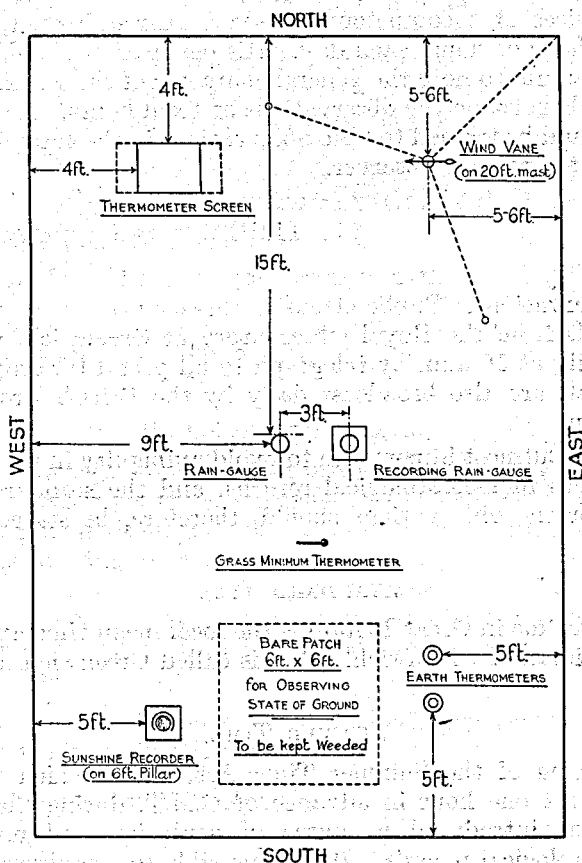 NORTH
4ft.
5-6ft.
4ft.
THERMOMETER SCREEN
WIND VANE
(on 20ft. mast)
5-6ft.
15ft.
WEST
EAST
3ft.
9ft.
RAIN-GAUGE
RECORDING RAIN-GAUGE
GRASS MINIMUM THERMOMETER
BARE PATCH
6ft. x 6ft.
for OBSERVING
STATE OF GROUND
To be kept Weeded
5ft.
EARTH THERMOMETERS
5ft.
SUNSHINE RECORDER
(on 6ft. Pillar)
5ft.
SOUTH